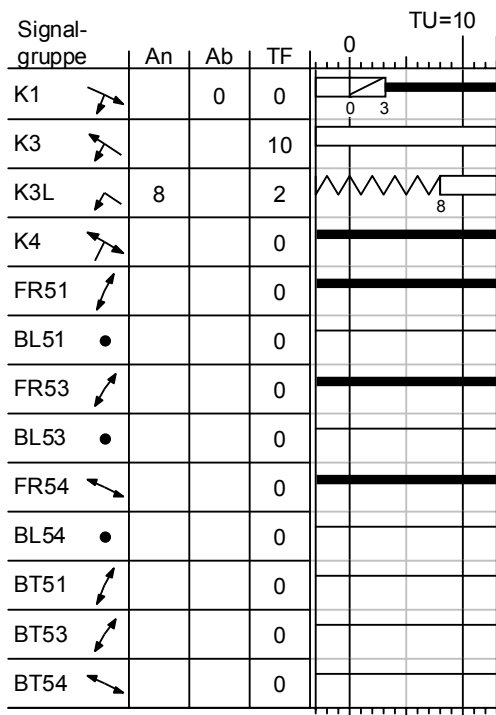 Signal-
gruppe An Ab TF 0 TU=10
K1 0 0 0 3
K3 10
K3L 8 2 8
K4 0
FR51 0
BL51 0
FR53 0
BL53 0
FR54 0
BL54 0
BT51 0
BT53 0
BT54 0